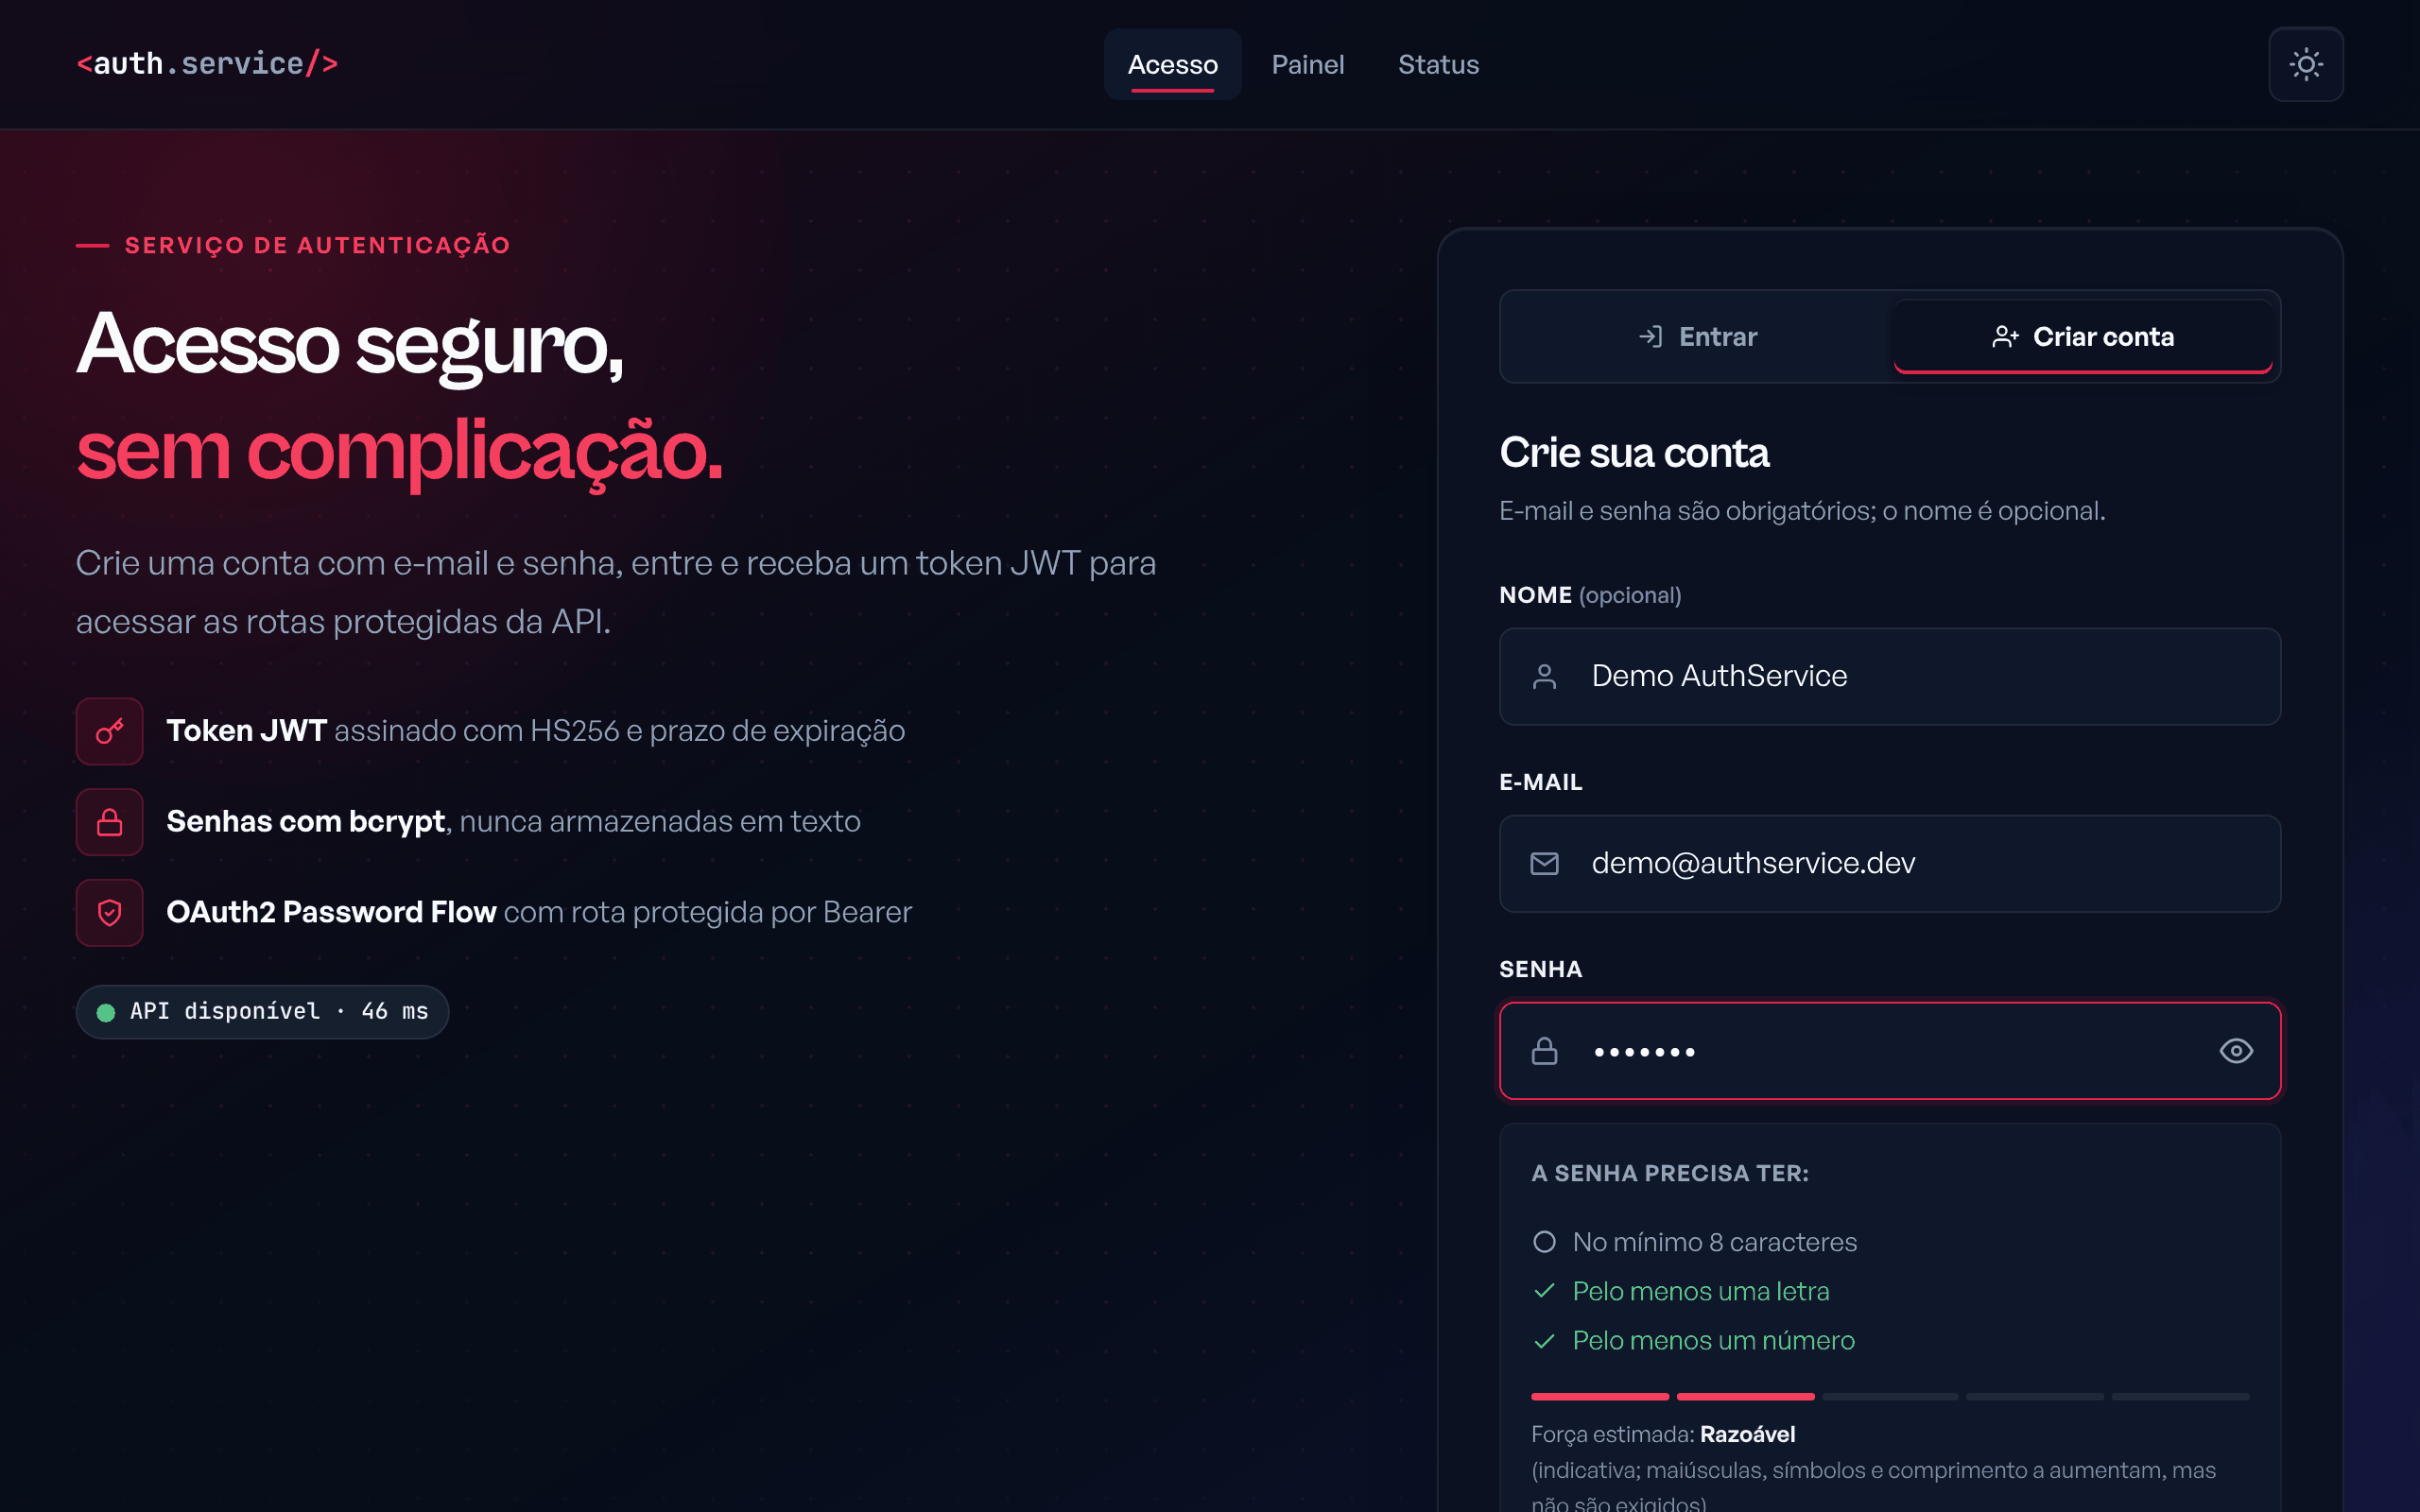 <auth.service/>
Acesso
Painel
Status
SERVIÇO DE AUTENTICAÇÃO
Acesso seguro,
sem complicação.
Crie uma conta com e-mail e senha, entre e receba um token JWT para
acessar as rotas protegidas da API.
Token JWT assinado com HS256 e prazo de expiração
Senhas com bcrypt, nunca armazenadas em texto
OAuth2 Password Flow com rota protegida por Bearer
API disponível · 46 ms
Entrar
Criar conta
Crie sua conta
E-mail e senha são obrigatórios; o nome é opcional.
NOME (opcional)
Demo AuthService
E-MAIL
demo@authservice.dev
SENHA
•••••••
A SENHA PRECISA TER:
No mínimo 8 caracteres
Pelo menos uma letra
Pelo menos um número
Força estimada: Razoável
(indicativa; maiúsculas, símbolos e comprimento a aumentam, mas
não são exigidos)